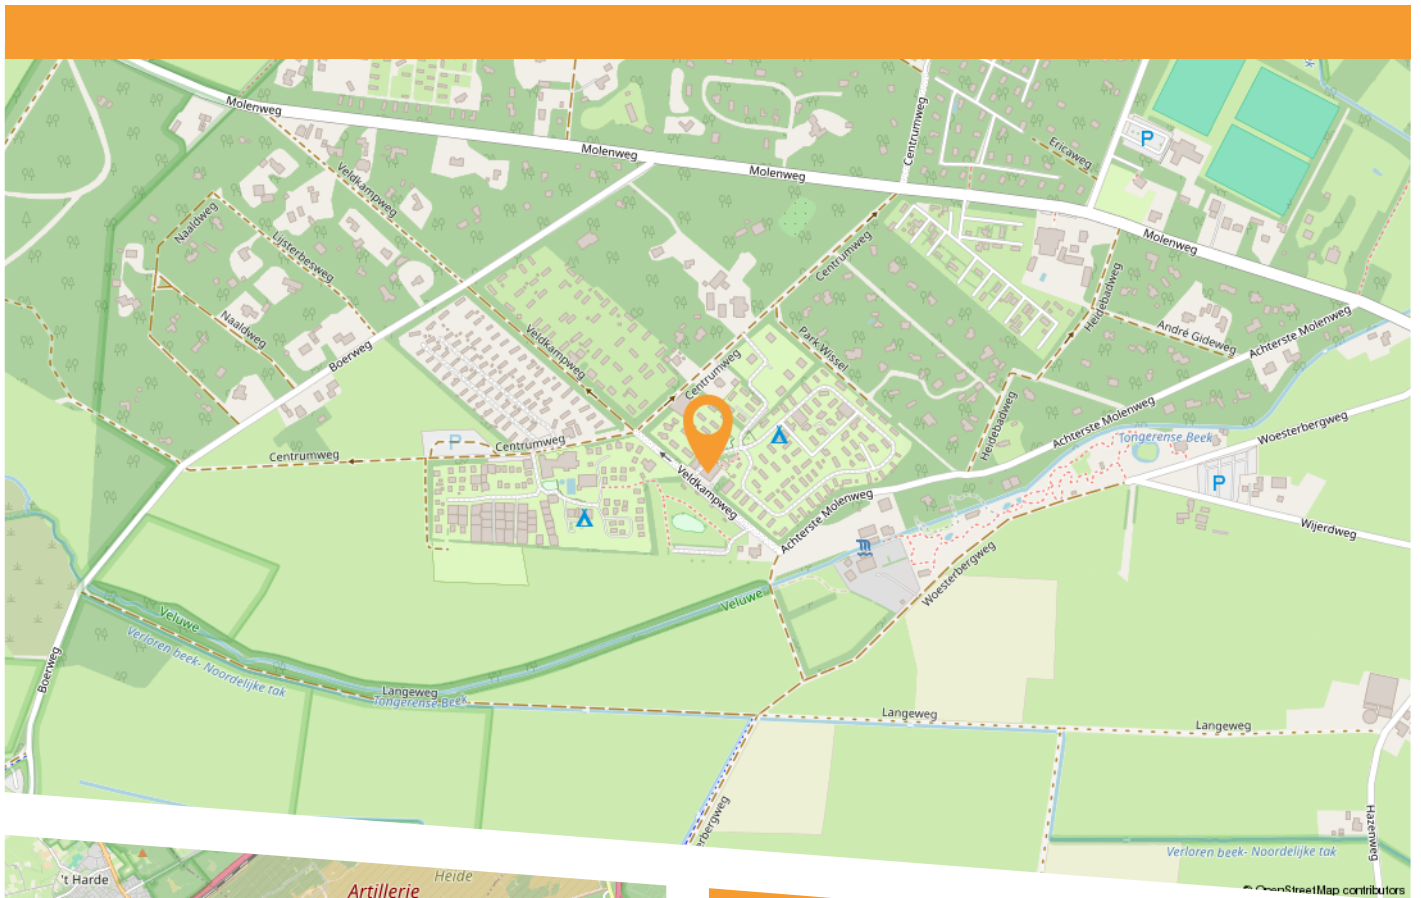 Molenweg
Molenweg
Molenweg
Centrumweg
Ericaweg
P
Veldkampweg
Naaldweg
Lijsterbesweg
Centrumweg
Molenweg
Heidebadweg
Naaldweg
Boerweg
Veldkampweg
Park Wissel
André Gideweg
Achterste Molenweg
Centrumweg
Heidebadweg
Achterste Molenweg
Woesterbergweg
Tongerense Beek
P
Centrumweg
Centrumweg
Veldkampweg
P
Achterste Molenweg
Wijerdweg
Woesterbergweg
Veluwe
Veluwe
Verloren beek- Noordelijke tak
Boerweg
Langeweg
Tongerense Beek
Langeweg
Langeweg
erbergweg
Hazenweg
Verloren beek- Noordelijke tak
't Harde
Heide
Artillerie
© OpenStreetMap contributors